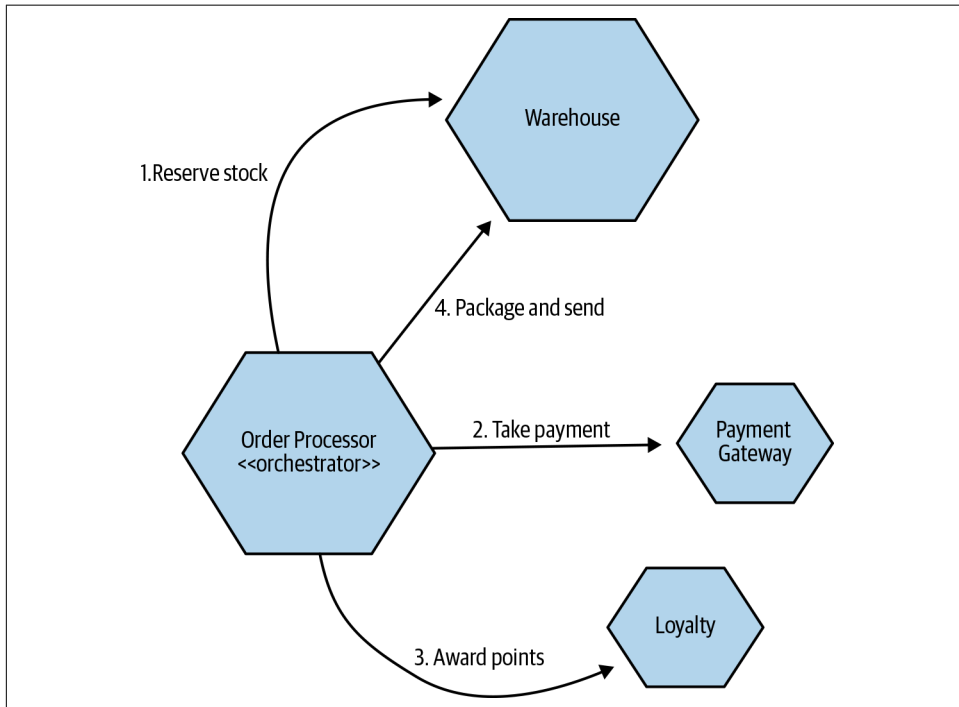 Warehouse
1.Reserve stock
4. Package and send
Order Processor
<<orchestrator>>
2. Take payment
Payment
Gateway
Loyalty
3. Award points